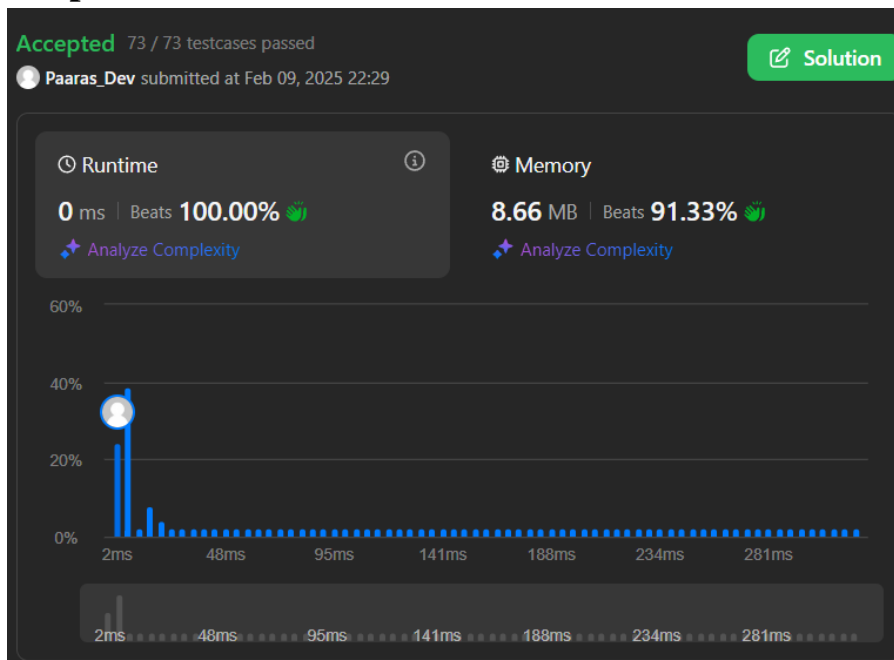 Accepted 73 / 73 testcases passed
Paaras_Dev submitted at Feb 09, 2025 22:29
Solution
Runtime
0 ms | Beats 100.00%
Analyze Complexity
Memory
8.66 MB | Beats 91.33%
Analyze Complexity
60%
40%
20%
0%
2ms 48ms 95ms 141ms 188ms 234ms 281ms
2ms 48ms 95ms 141ms 188ms 234ms 281ms